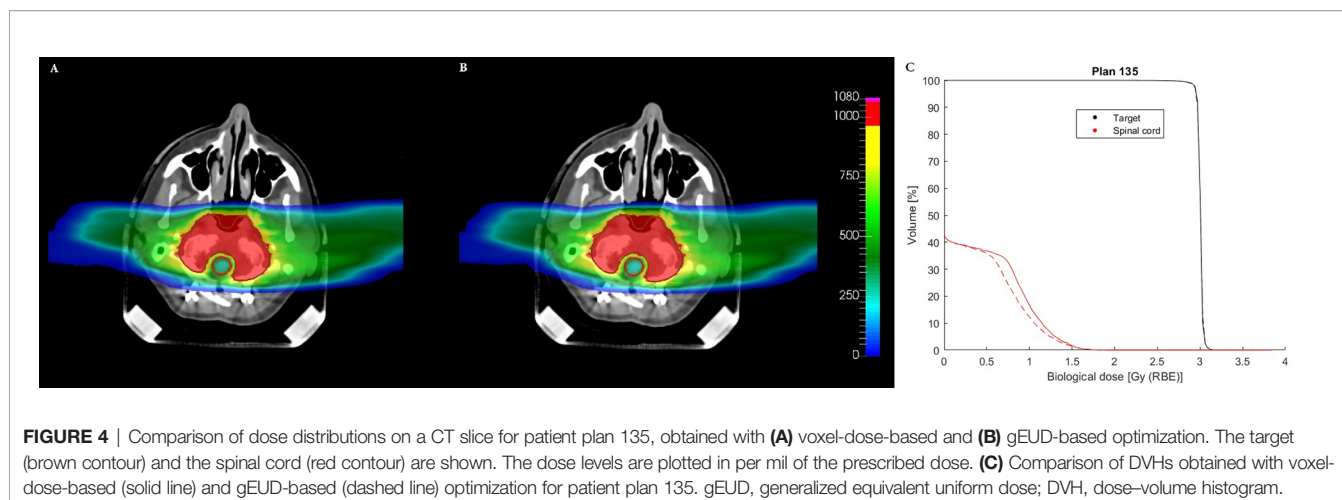 A
B
1080
1000
750
500
250
0
C
Plan 135
100
90
80
70
60
50
40
30
20
10
0
Volume [%]
Target
Spinal cord
0 0.5 1 1.5 2 2.5 3 3.5 4
Biological dose [Gy (RBE)]
FIGURE 4 | Comparison of dose distributions on a CT slice for patient plan 135, obtained with (A) voxel-dose-based and (B) gEUD-based optimization. The target
(brown contour) and the spinal cord (red contour) are shown. The dose levels are plotted in per mil of the prescribed dose. (C) Comparison of DVHs obtained with voxel-
dose-based (solid line) and gEUD-based (dashed line) optimization for patient plan 135. gEUD, generalized equivalent uniform dose; DVH, dose–volume histogram.